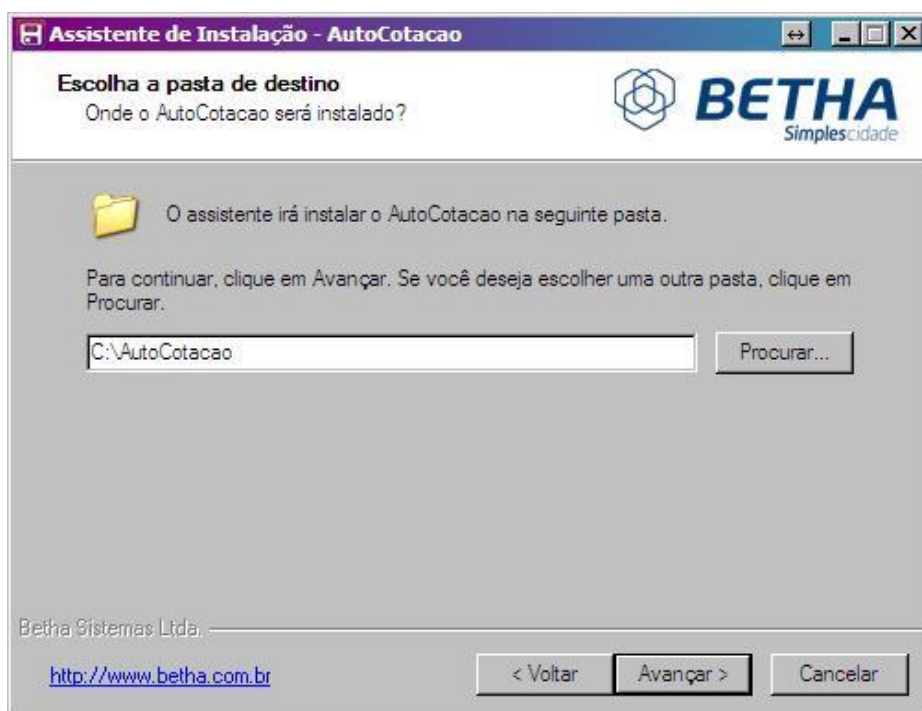 Assistente de Instalação - AutoCotacao
Escolha a pasta de destino
Onde o AutoCotacao será instalado?
BETHA
Simplescidade
O assistente irá instalar o AutoCotacao na seguinte pasta.
Para continuar, clique em Avançar. Se você deseja escolher uma outra pasta, clique em
Procurar.
C:\AutoCotacao
Procurar...
Betha Sistemas Ltda.
http://www.betha.com.br
< Voltar
Avançar >
Cancelar